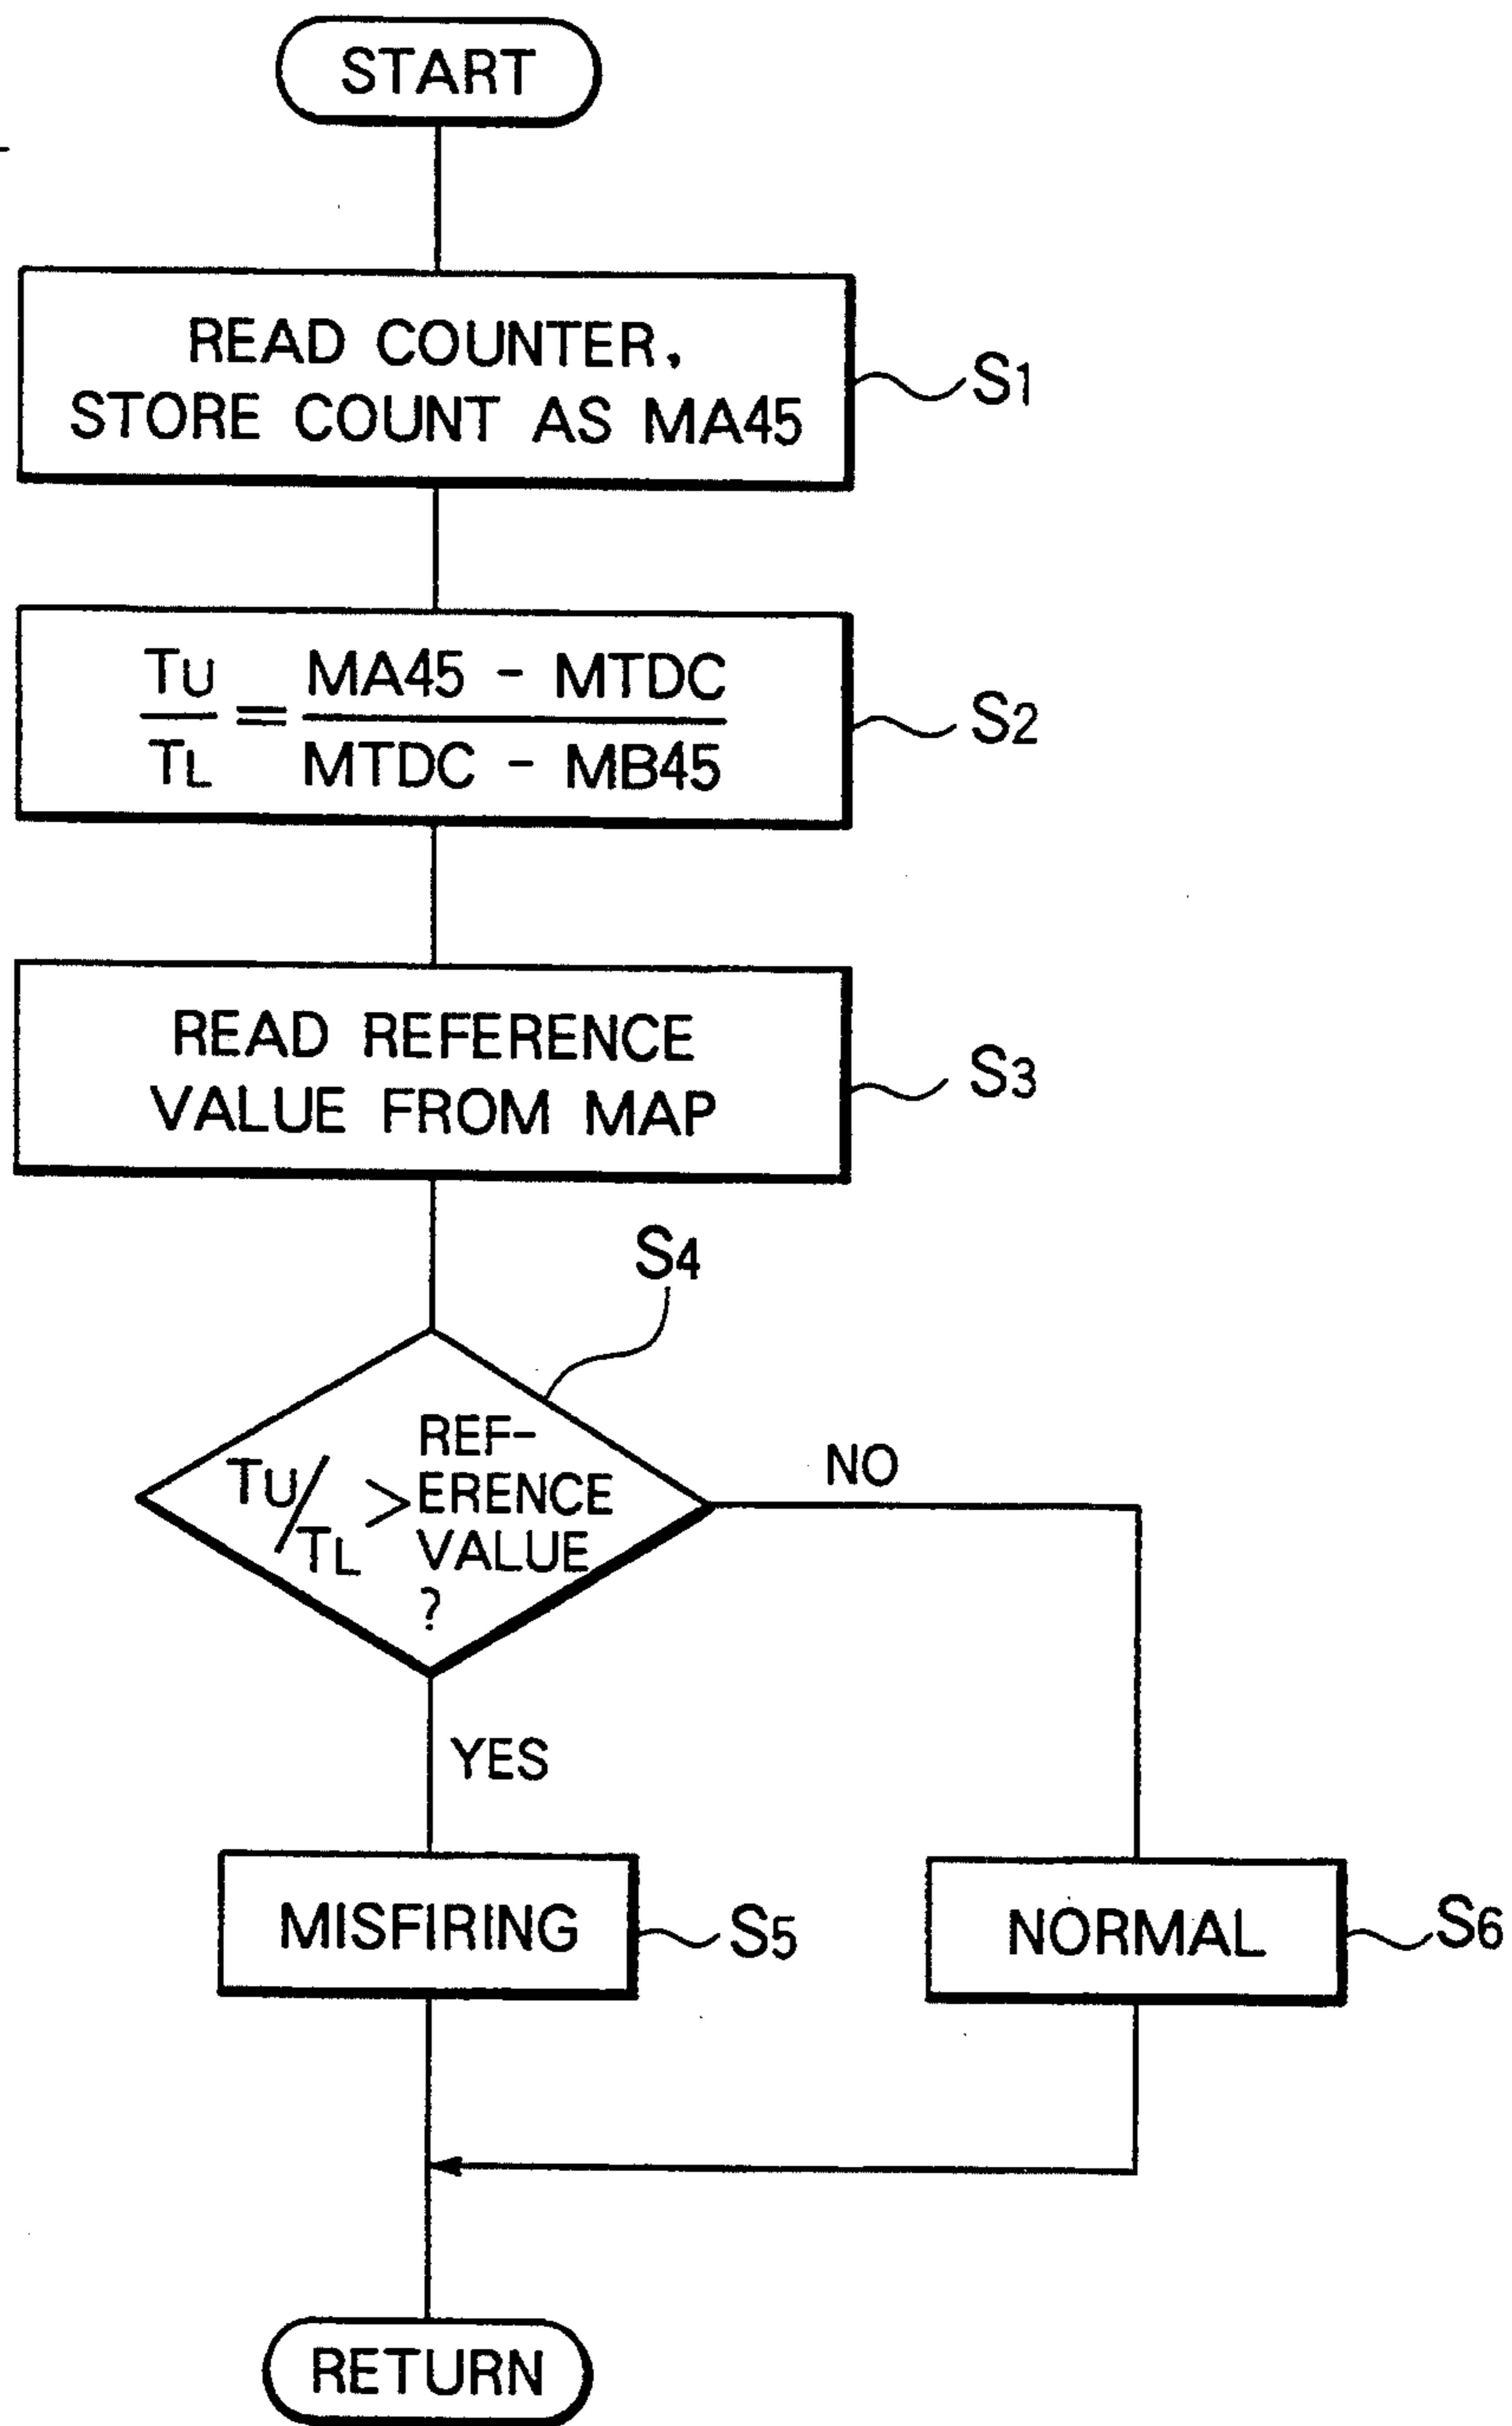 START
READ COUNTER,
STORE COUNT AS MA45
S1
TU/TL = MA45 - MTDC / MTDC - MB45
S2
READ REFERENCE
VALUE FROM MAP
S3
S4
TU/TL > REF-
ERENCE
VALUE
?
NO
YES
MISFIRING
S5
NORMAL
S6
RETURN